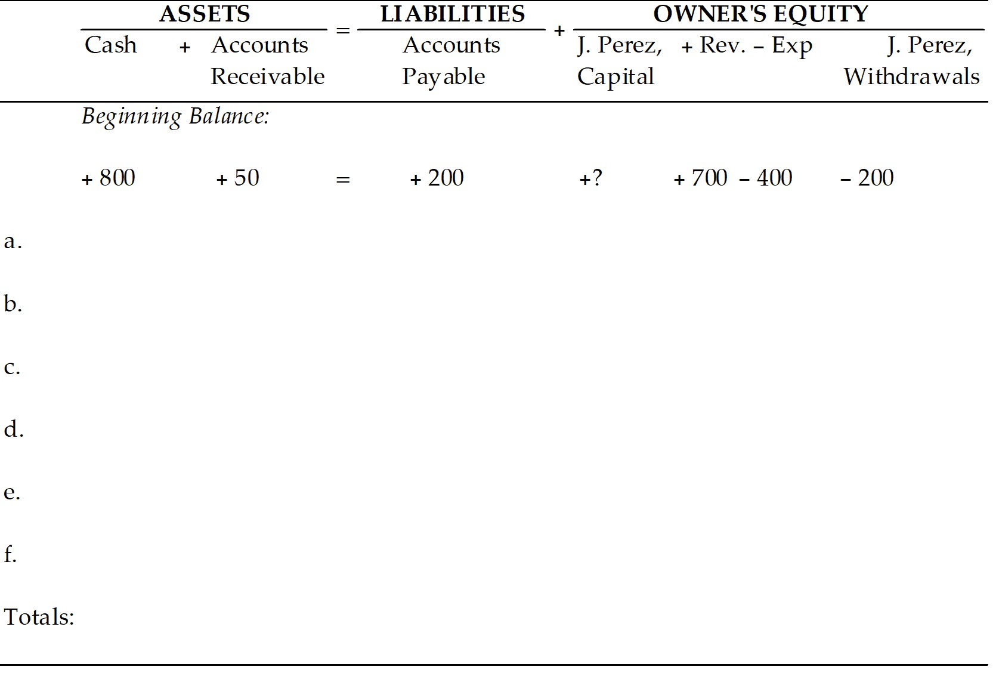 ASSETS LIABILITIES OWNER'S EQUITY
= +
Cash + Accounts Accounts J. Perez, + Rev. – Exp J. Perez,
Receivable Payable Capital Withdrawals
Beginning Balance:
+ 800 + 50 = + 200 +? + 700 – 400 – 200
a.
b.
c.
d.
e.
f.
Totals: